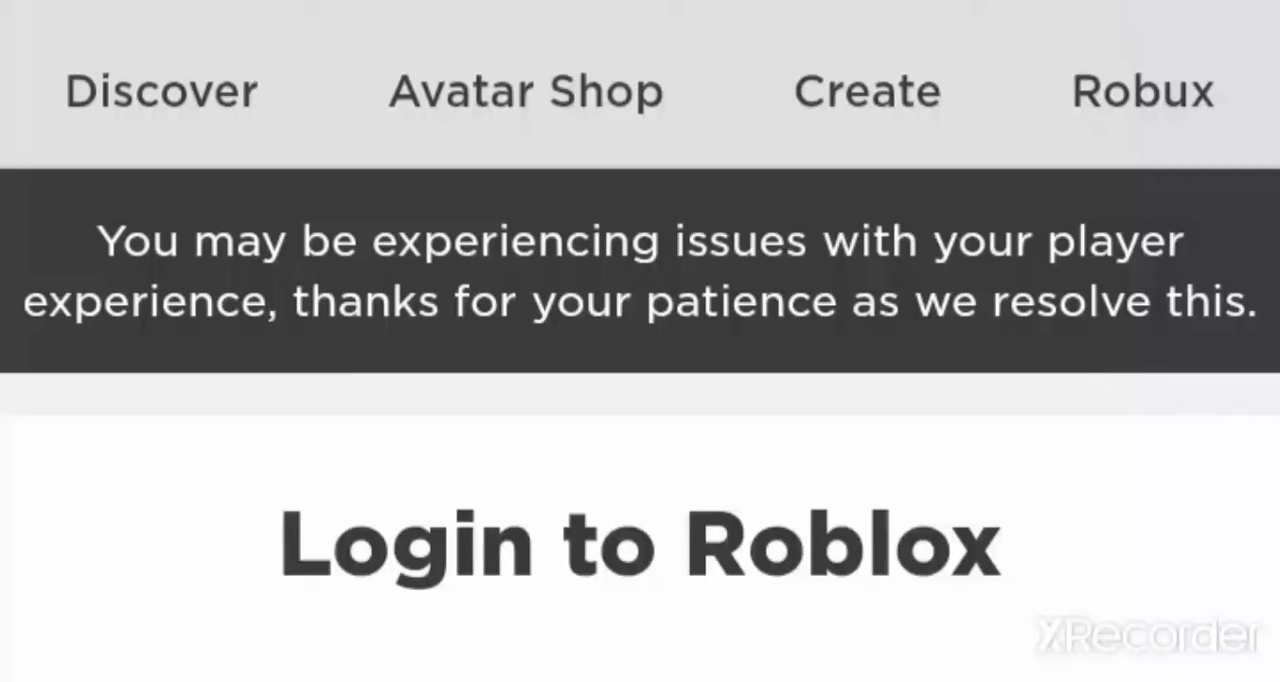 Discover Avatar Shop Create Robux
You may be experiencing issues with your player
experience, thanks for your patience as we resolve this.
Login to Roblox
XRecorder